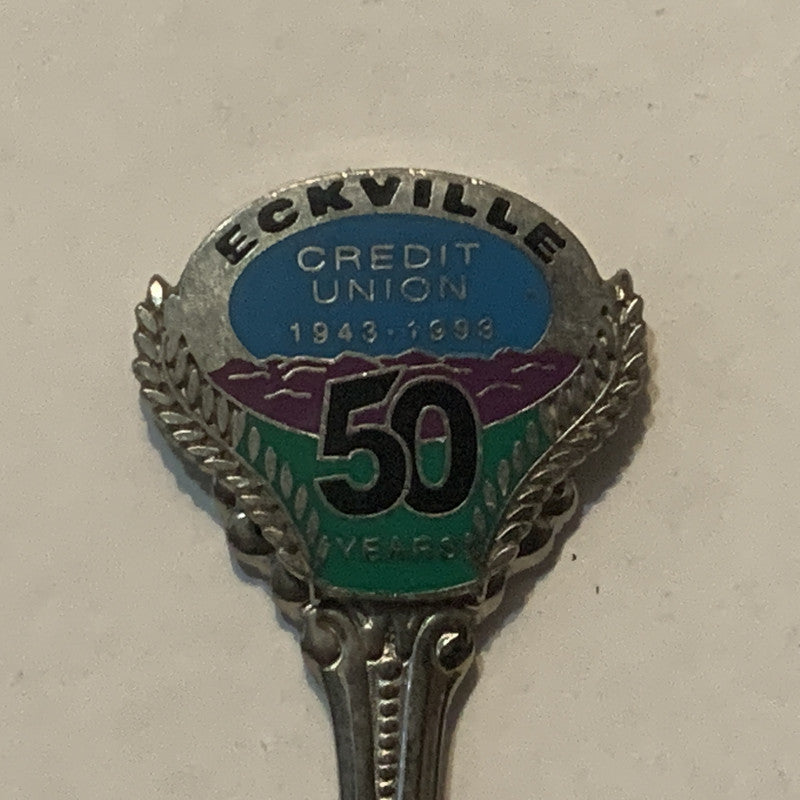 ECKVILLE
CREDIT
UNION
1943-1993
50
YEARS